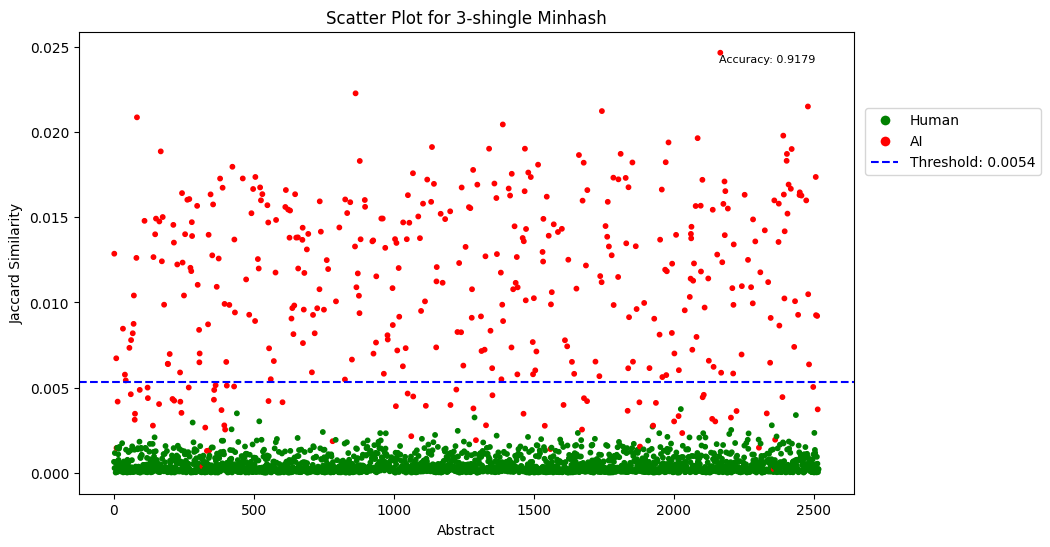 Scatter Plot for 3-shingle Minhash
0.025
Accuracy: 0.9179
Human
AI
Threshold: 0.0054
0.020
0.015
Jaccard Similarity
0.010
0.005
0.000
0
500
1000
1500
2000
2500
Abstract